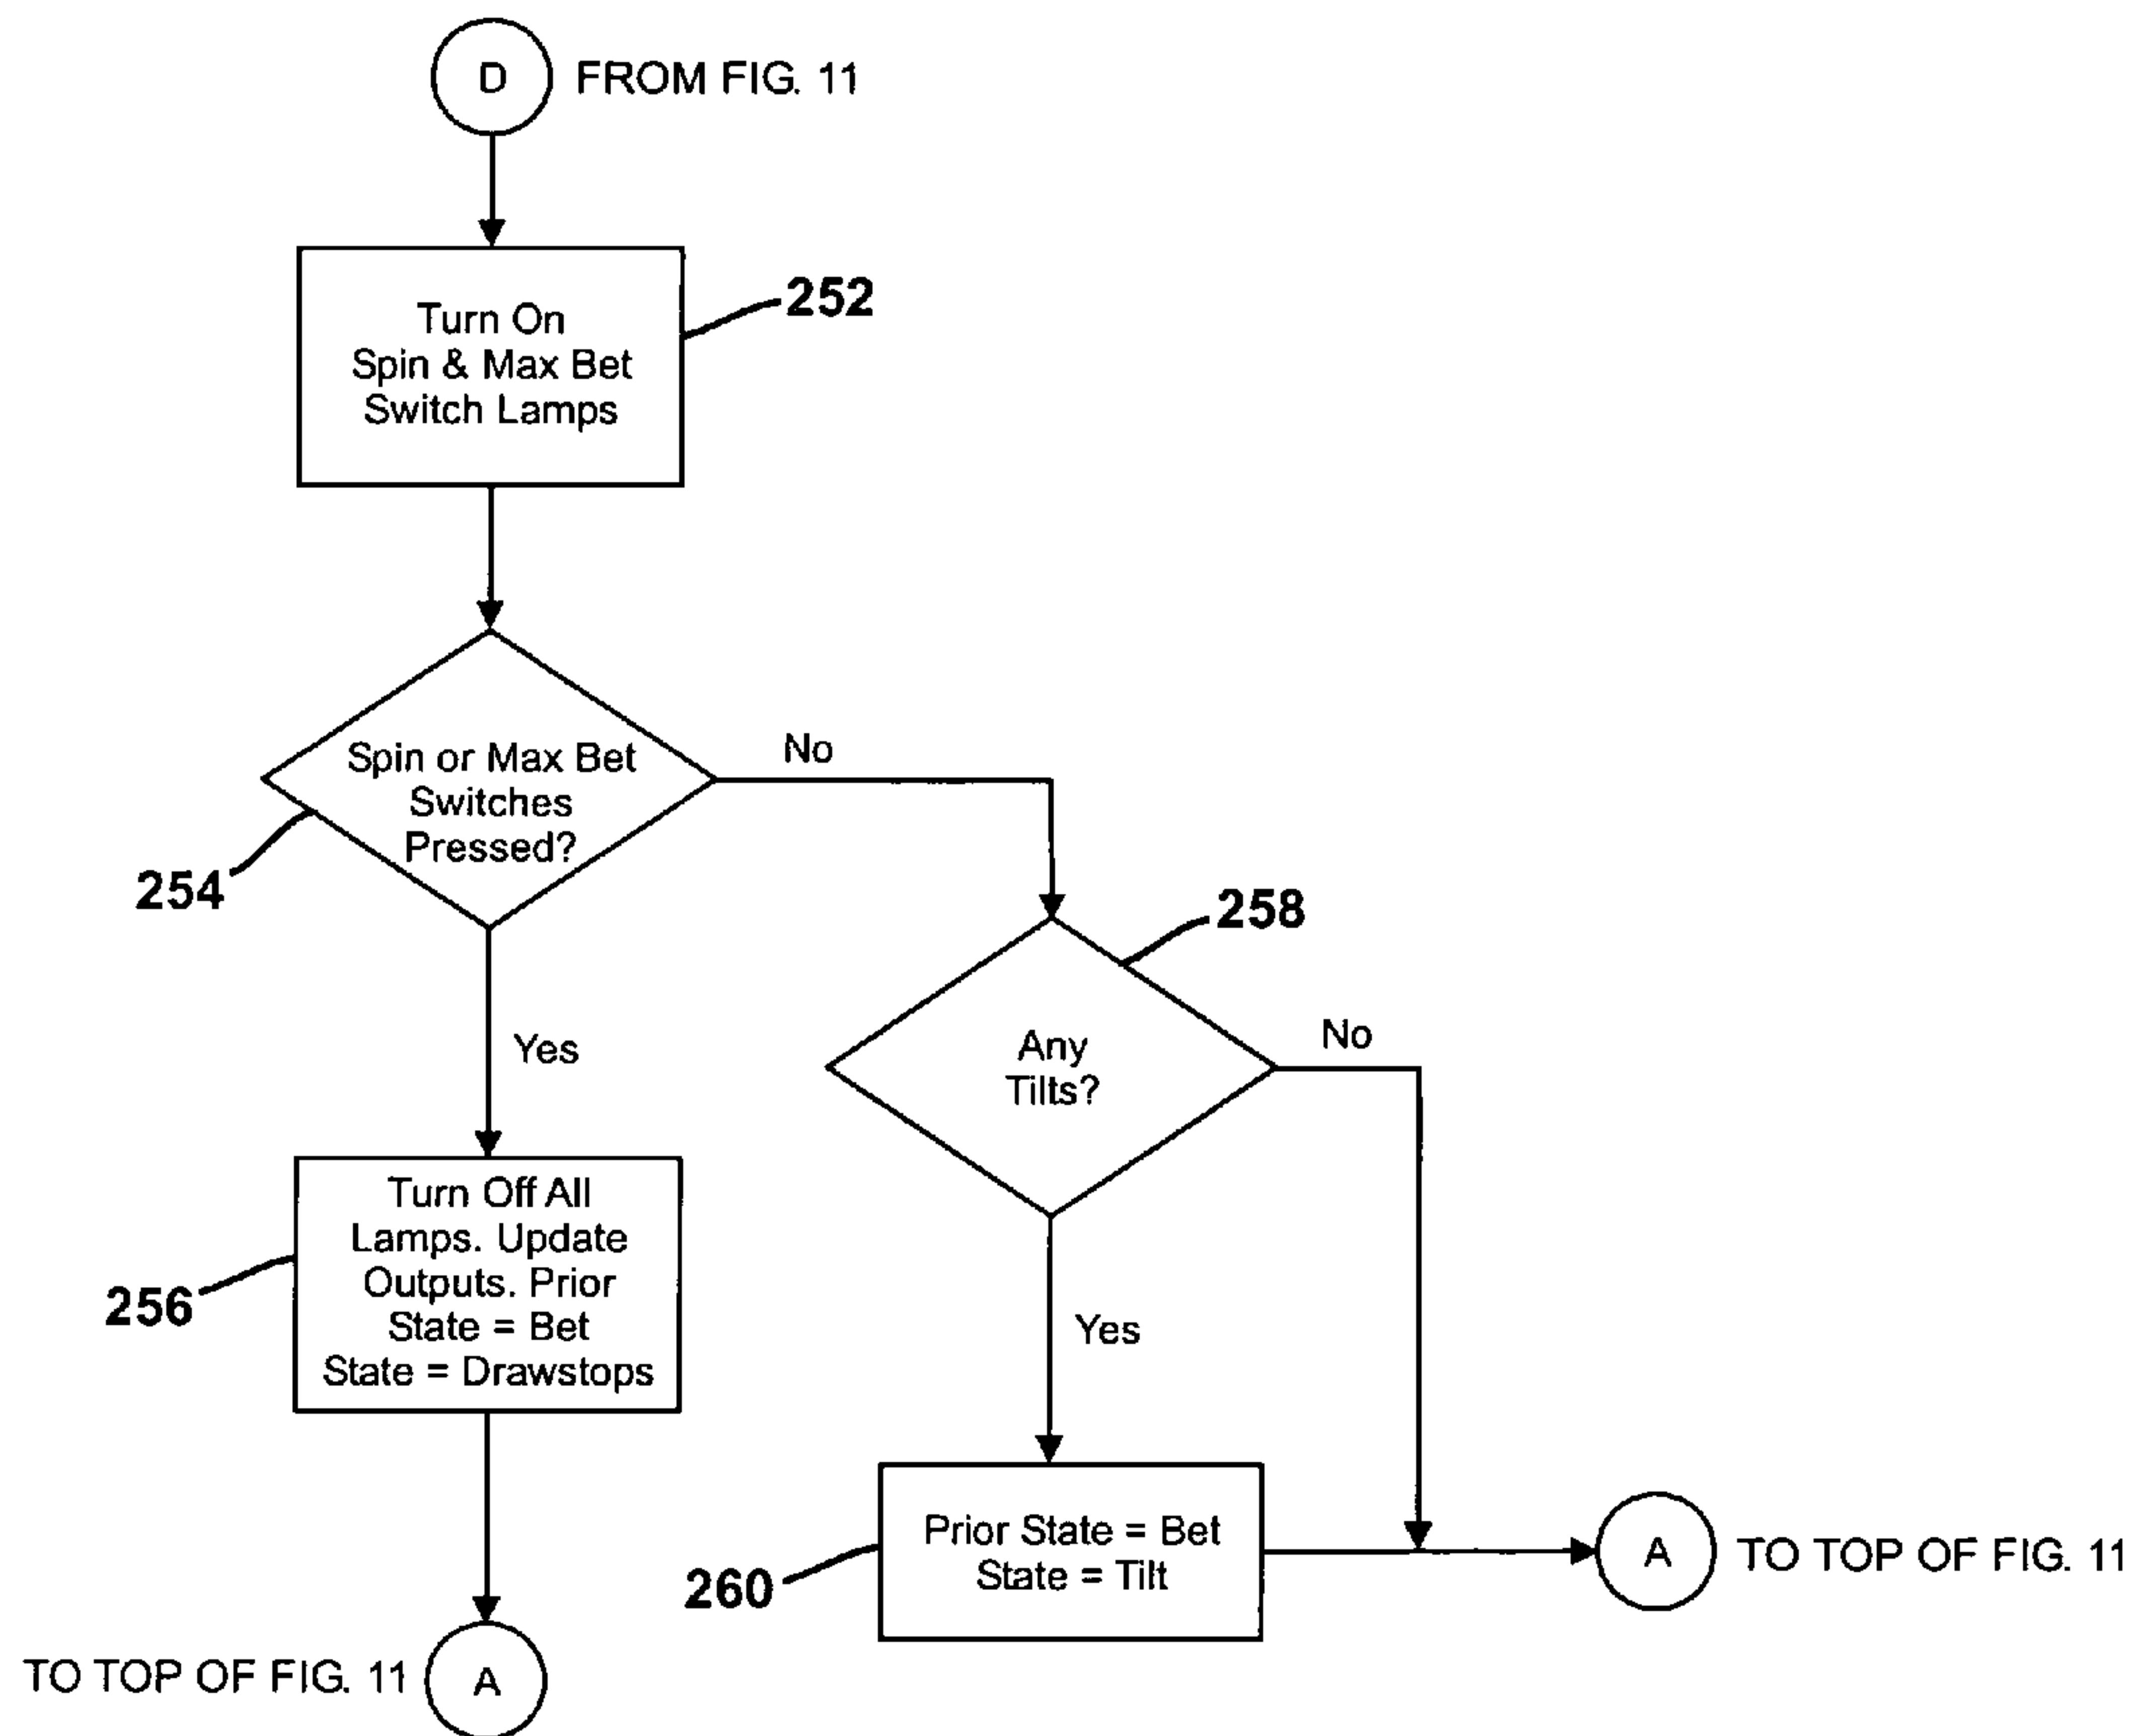 D
FROM FIG. 11
Turn On
Spin & Max Bet
Switch Lamps
252
Spin or Max Bet
Switches
Pressed?
254
No
258
Any
Tilts?
No
Yes
Turn Off All
Lamps. Update
Outputs. Prior
State = Bet
State = Drawstops
256
Yes
Prior State = Bet
State = Tilt
260
A
TO TOP OF FIG. 11
TO TOP OF FIG. 11
A